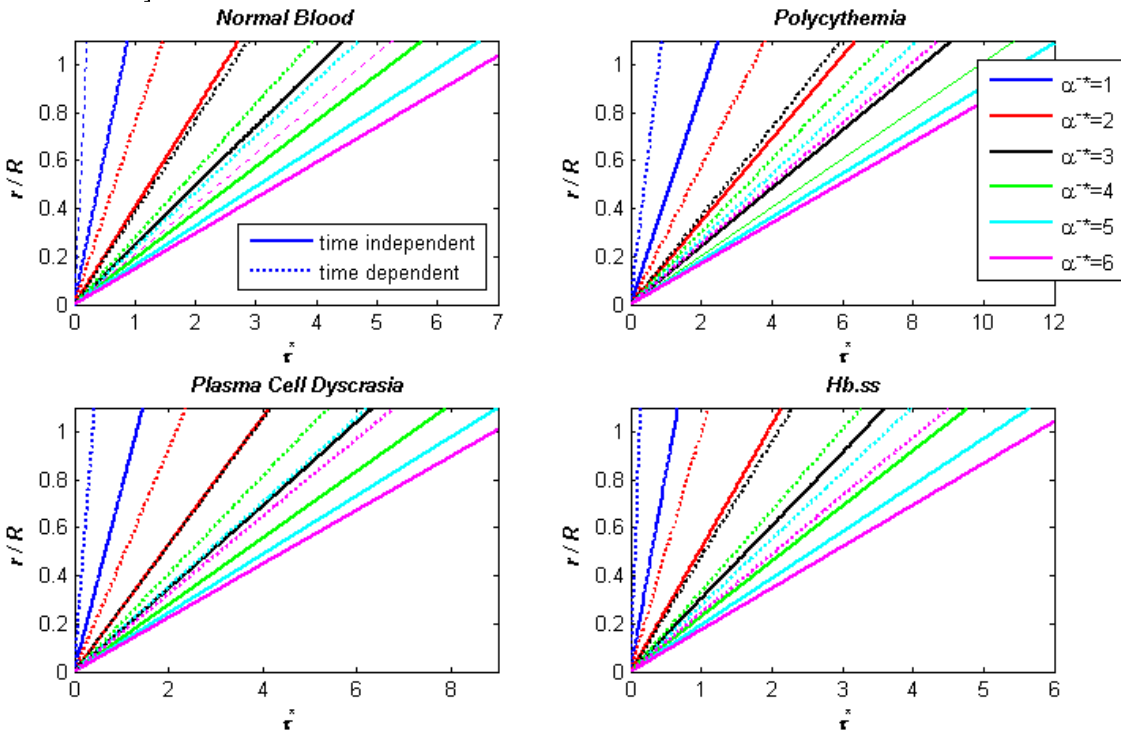 Normal Blood
1
0.8
0.6
0.4
0.2
0
r / R
time independent
time dependent
0 1 2 3 4 5 6 7
τ*
Polycythemia
1
0.8
0.6
0.4
0.2
0
r / R
α⁻*=1
α⁻*=2
α⁻*=3
α⁻*=4
α⁻*=5
α⁻*=6
0 2 4 6 8 10 12
τ*
Plasma Cell Dyscrasia
1
0.8
0.6
0.4
0.2
0
r / R
0 2 4 6 8
τ*
Hb.ss
1
0.8
0.6
0.4
0.2
0
r / R
0 1 2 3 4 5 6
τ*